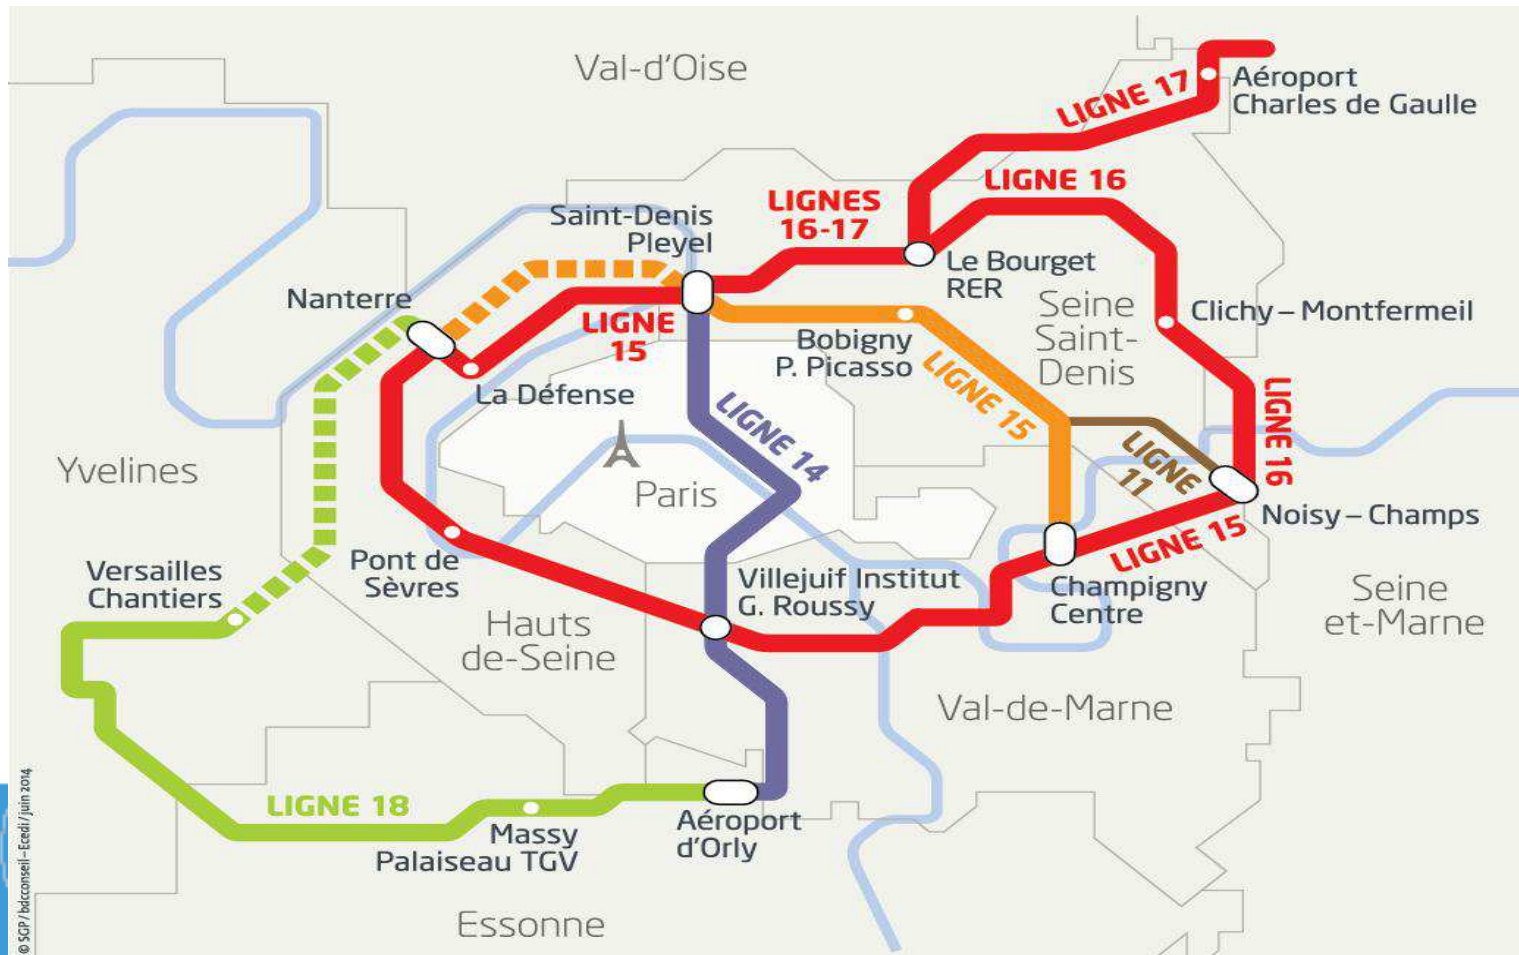 Val-d'Oise
LIGNE 17
Aéroport
Charles de Gaulle
LIGNES
16-17
LIGNE 16
Saint-Denis
Pleyel
Le Bourget
RER
Nanterre
Seine
Saint-
Denis
Clichy – Montfermeil
LIGNE
15
Bobigny
P. Picasso
La Défense
LIGNE 15
LIGNE 14
LIGNE 16
LIGNE
11
Yvelines
Paris
Noisy – Champs
LIGNE 15
Pont de
Sèvres
Versailles
Chantiers
Villejuif Institut
G. Roussy
Champigny
Centre
Seine
et-Marne
Hauts
de-Seine
Val-de-Marne
LIGNE 18
Massy
Palaiseau TGV
Aéroport
d'Orly
Essonne
© SGP / bdcconseil – Ecedi / juin 2014